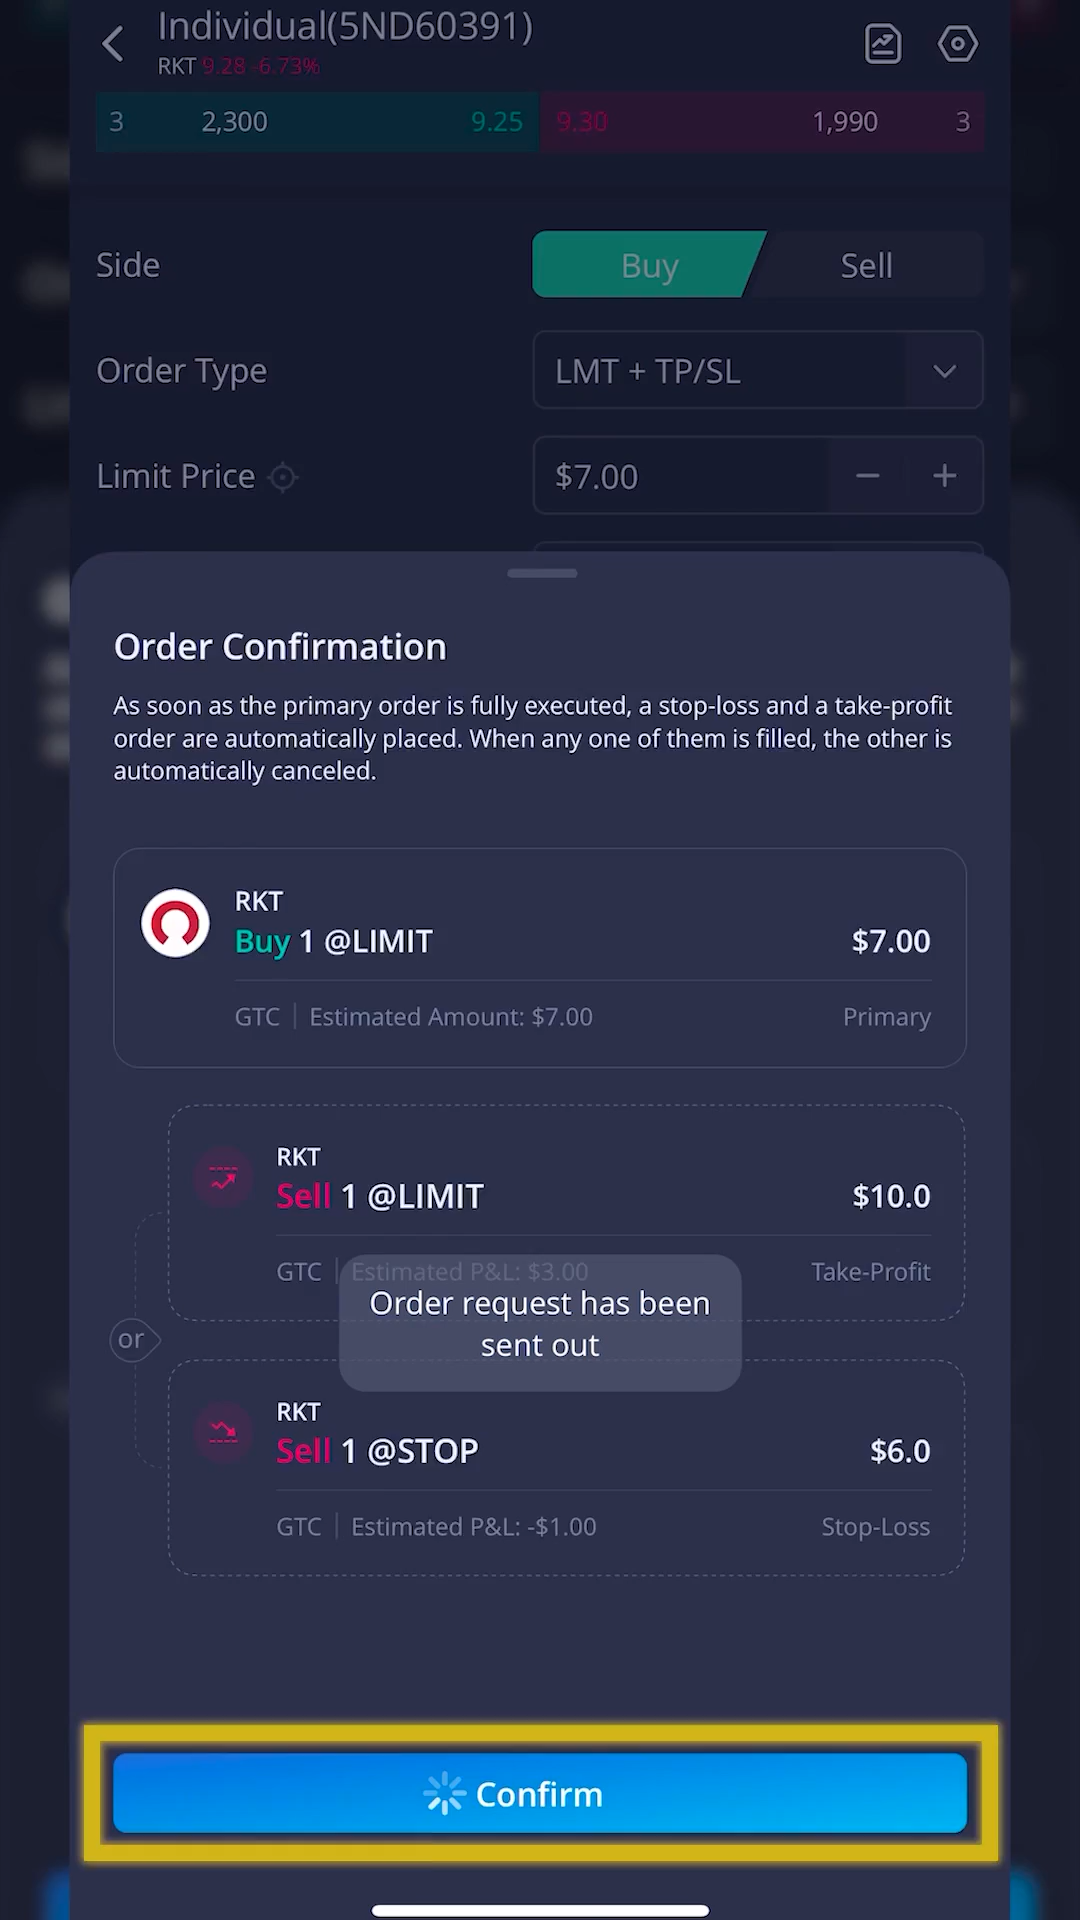 Individual(5ND60391)
RKT 9.28 -6.73%
3 2,300 9.25 9.30 1,990 3
Side Buy Sell
Order Type LMT + TP/SL
Limit Price $7.00 − +
Order Confirmation
As soon as the primary order is fully executed, a stop-loss and a take-profit
order are automatically placed. When any one of them is filled, the other is
automatically canceled.
RKT
Buy 1 @LIMIT $7.00
GTC | Estimated Amount: $7.00 Primary
RKT
Sell 1 @LIMIT $10.0
GTC | Estimated P&L: $3.00 Take-Profit
Order request has been
sent out
or
RKT
Sell 1 @STOP $6.0
GTC | Estimated P&L: -$1.00 Stop-Loss
Confirm